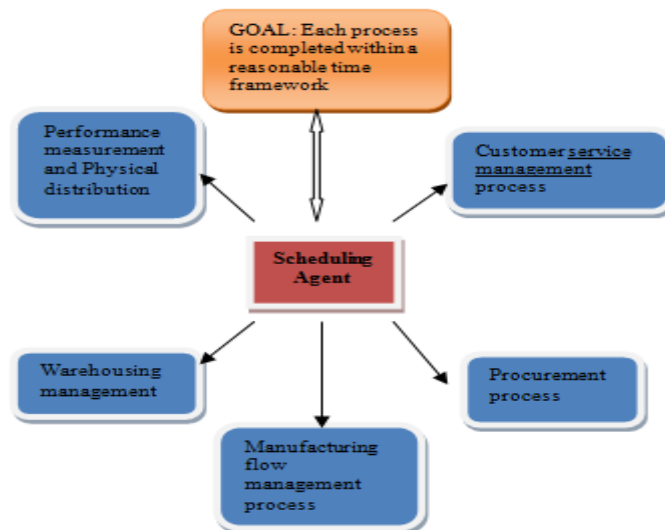 GOAL: Each process
is completed within a
reasonable time
framework
Performance
measurement
and Physical
distribution
Customer service
management
process
Scheduling
Agent
Warehousing
management
Procurement
process
Manufacturing
flow
management
process